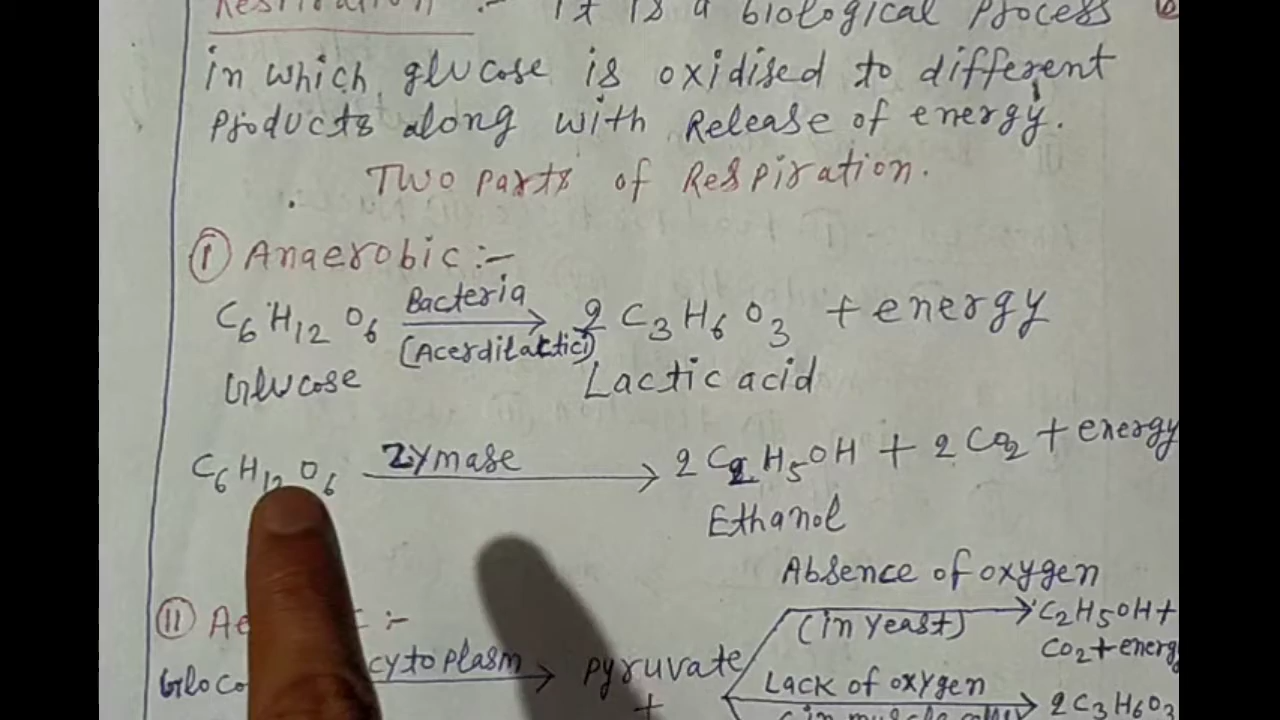 Respiration :- It is a biological process
in which glucose is oxidised to different
products along with Release of energy.
Two parts of Respiration.
(I) Anaerobic :-
C6H12O6 Bacteria (Acerdilactici) → 2C3H6O3 + energy
Glucose Lactic acid
C6H12O6 Zymase → 2C2H5OH + 2CO2 + energy
Ethanol
Absence of oxygen
(in yeast) → C2H5OH +
CO2 + energy
(II) :-
cytoplasm → pyruvate
+
Lack of oxygen → 2C3H6O3